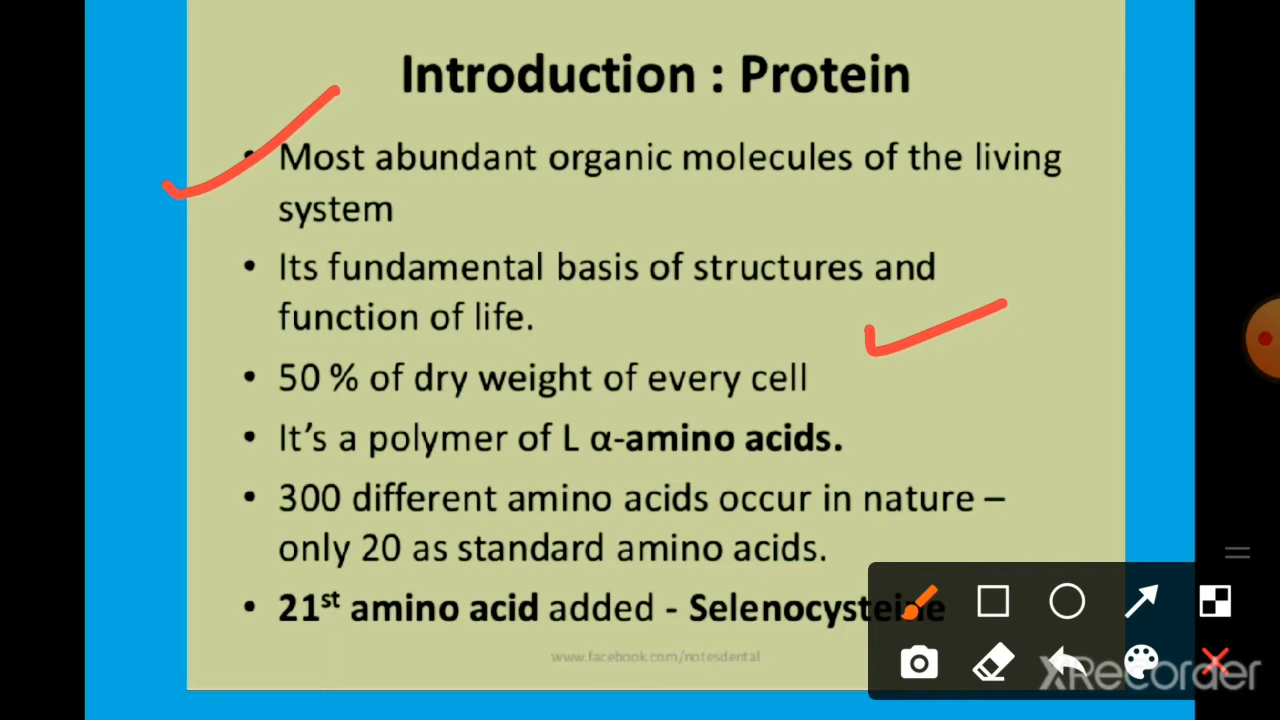 Introduction : Protein
• Most abundant organic molecules of the living
system
• Its fundamental basis of structures and
function of life.
• 50 % of dry weight of every cell
• It’s a polymer of L α-amino acids.
• 300 different amino acids occur in nature –
only 20 as standard amino acids.
• 21st amino acid added - Selenocysteine
www.facebook.com/notesdental
XRecorder